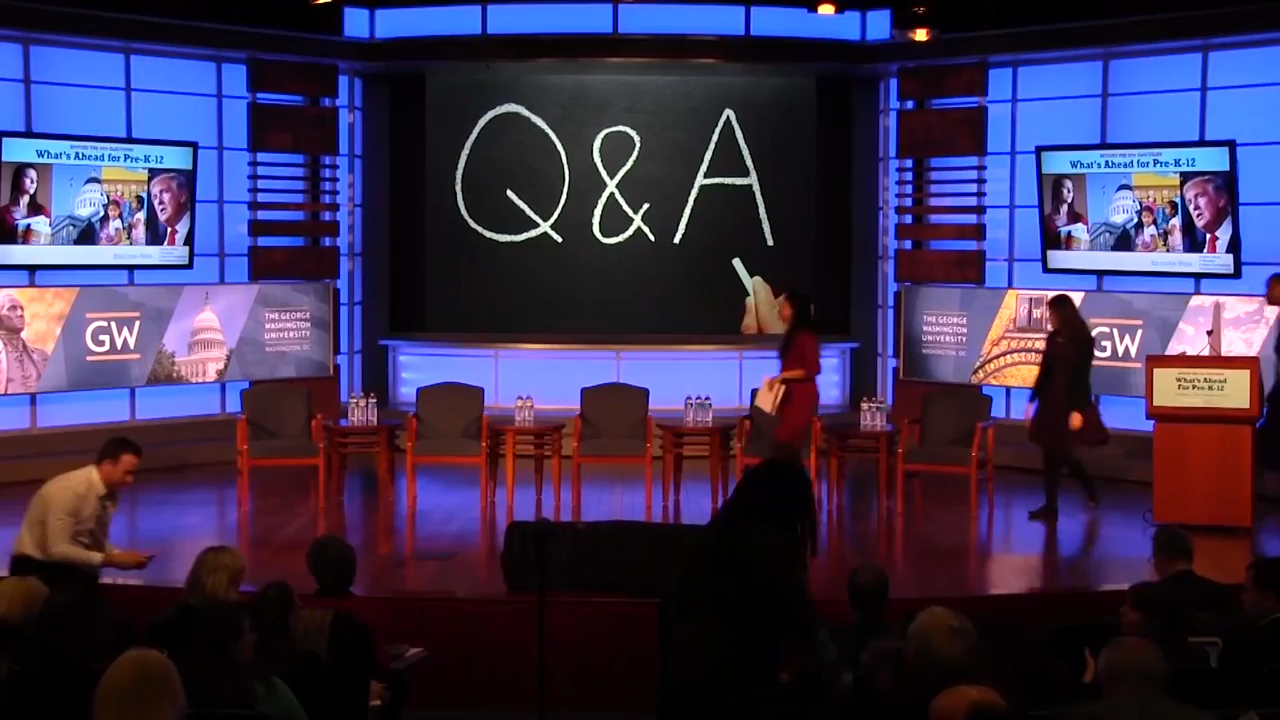 Q & A
What's Ahead for Pre-K-12
What's Ahead for Pre-K-12
GW
THE GEORGE
WASHINGTON
UNIVERSITY
WASHINGTON, DC
THE GEORGE
WASHINGTON
UNIVERSITY
WASHINGTON, DC
GW
GW
What's Ahead
For Pre-K-12